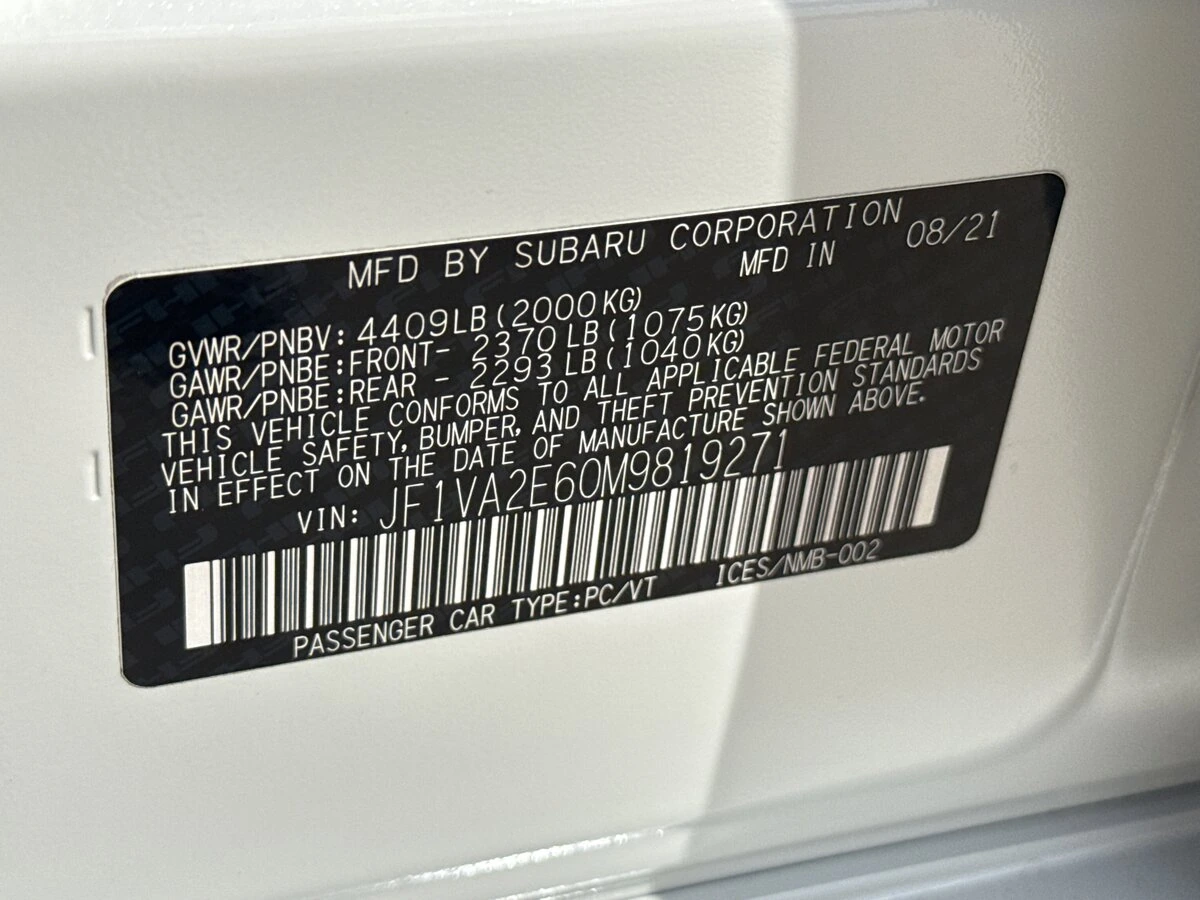 MFD BY SUBARU CORPORATION
MFD IN 08/21
GVWR/PNBV: 4409LB(2000KG)
GAWR/PNBE:FRONT- 2370LB(1075KG)
GAWR/PNBE:REAR - 2293LB(1040KG)
THIS VEHICLE CONFORMS TO ALL APPLICABLE FEDERAL MOTOR
VEHICLE SAFETY, BUMPER, AND THEFT PREVENTION STANDARDS
IN EFFECT ON THE DATE OF MANUFACTURE SHOWN ABOVE.
VIN: JF1VA2E60M9819271
PASSENGER CAR TYPE:PC/VT ICES/NMB-002